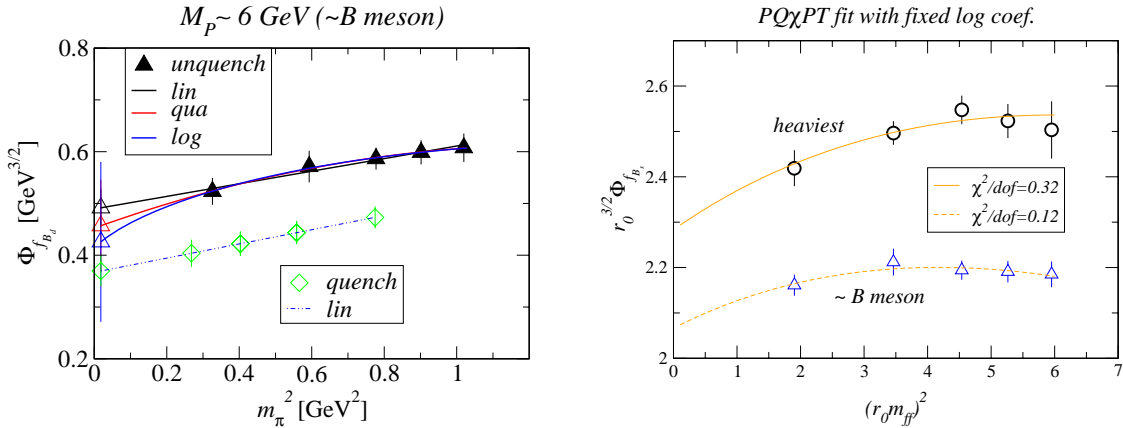 M_P~ 6 GeV (~B meson)
unquench
lin
qua
log
quench
lin
0.8
0.6
0.4
0.2
0
0.2
0.4
0.6
0.8
1
Φ_{f_{B_d}} [GeV^{3/2}]
m_π^2 [GeV^2]
PQχPT fit with fixed log coef.
heaviest
χ^2/dof=0.32
χ^2/dof=0.12
~ B meson
2.6
2.4
2.2
2
0
1
2
3
4
5
6
7
r_0^{3/2}Φ_{f_{B_s}}
(r_0m_{ff})^2